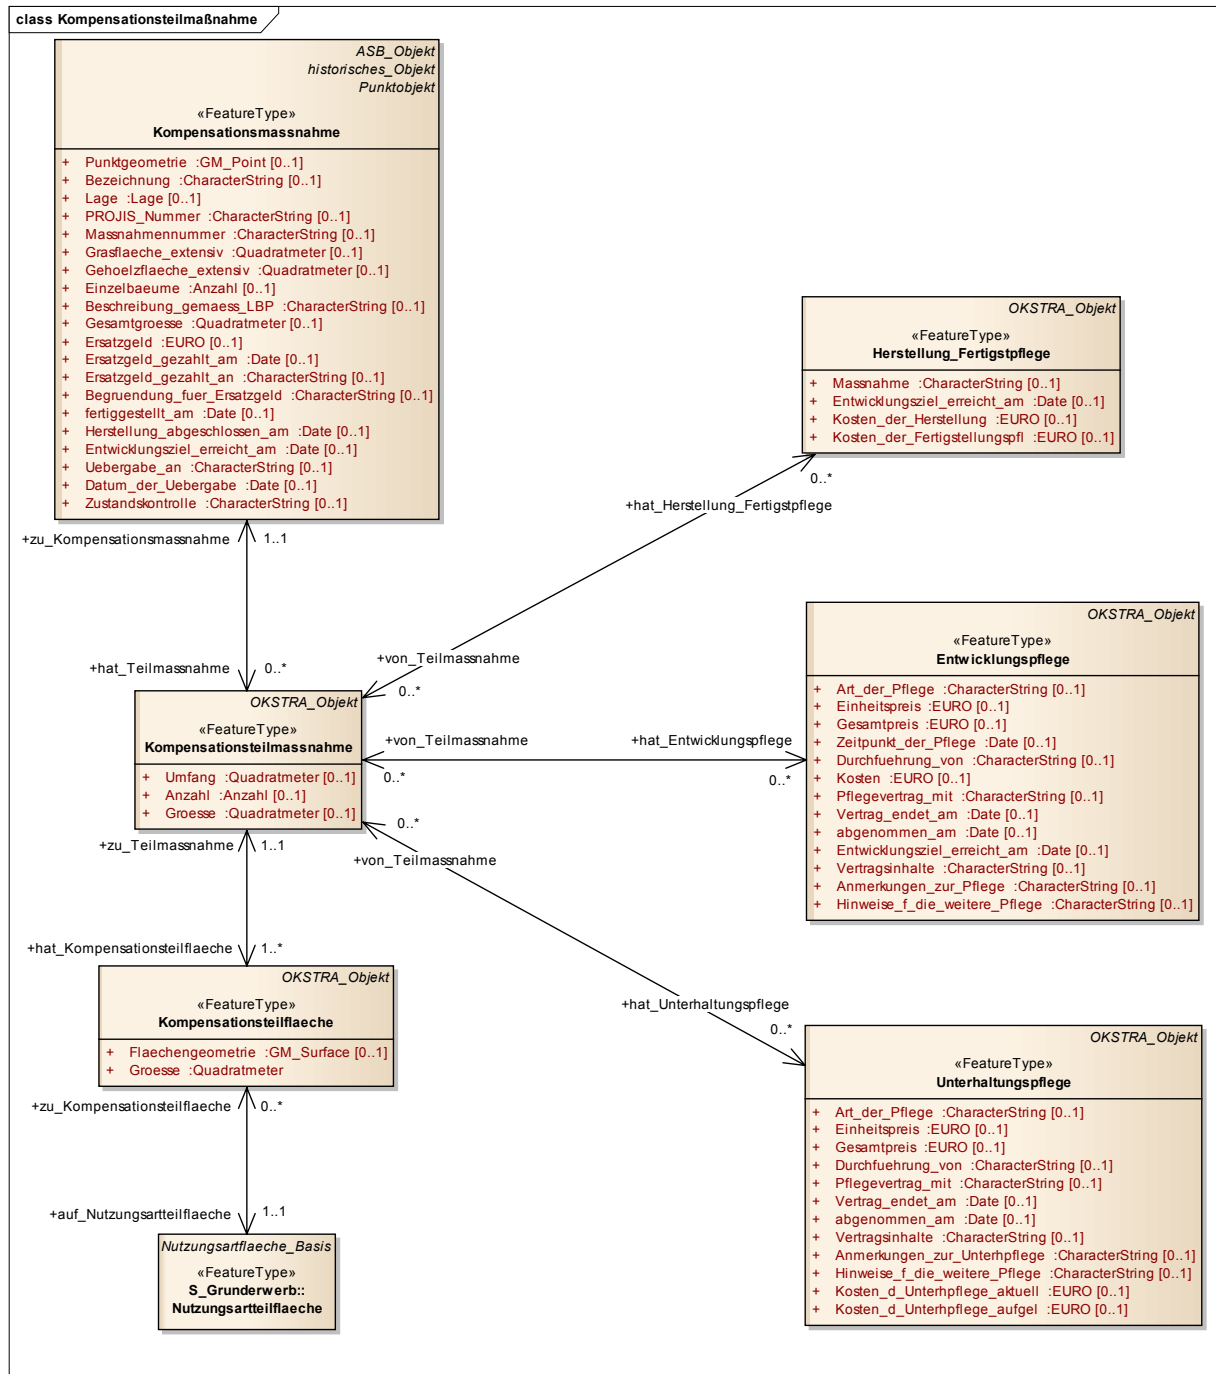 class Kompensationsteilmaßnahme
ASB_Objekt
historisches_Objekt
Punktobjekt
«FeatureType»
Kompensationsmassnahme
+ Punktgeometrie :GM_Point [0..1]
+ Bezeichnung :CharacterString [0..1]
+ Lage :Lage [0..1]
+ PROJIS_Nummer :CharacterString [0..1]
+ Massnahmennummer :CharacterString [0..1]
+ Grasflaeche_extensiv :Quadratmeter [0..1]
+ Gehoelzflaeche_extensiv :Quadratmeter [0..1]
+ Einzelbaeume :Anzahl [0..1]
+ Beschreibung_gemaess_LBP :CharacterString [0..1]
+ Gesamtgroesse :Quadratmeter [0..1]
+ Ersatzgeld :EURO [0..1]
+ Ersatzgeld_gezahlt_am :Date [0..1]
+ Ersatzgeld_gezahlt_an :CharacterString [0..1]
+ Begruendung_fuer_Ersatzgeld :CharacterString [0..1]
+ fertiggestellt_am :Date [0..1]
+ Herstellung_abgeschlossen_am :Date [0..1]
+ Entwicklungsziel_erreicht_am :Date [0..1]
+ Uebergabe_an :CharacterString [0..1]
+ Datum_der_Uebergabe :Date [0..1]
+ Zustandskontrolle :CharacterString [0..1]
OKSTRA_Objekt
«FeatureType»
Herstellung_Fertigstpflege
+ Massnahme :CharacterString [0..1]
+ Entwicklungsziel_erreicht_am :Date [0..1]
+ Kosten_der_Herstellung :EURO [0..1]
+ Kosten_der_Fertigstellungspfl :EURO [0..1]
0..*
+hat_Herstellung_Fertigstpflege
+zu_Kompensationsmassnahme 1..1
+hat_Teilmassnahme 0..*
+von_Teilmassnahme
0..*
OKSTRA_Objekt
«FeatureType»
Kompensationsteilmassnahme
+ Umfang :Quadratmeter [0..1]
+ Anzahl :Anzahl [0..1]
+ Groesse :Quadratmeter [0..1]
+von_Teilmassnahme
0..*
+hat_Entwicklungspflege
0..*
OKSTRA_Objekt
«FeatureType»
Entwicklungspflege
+ Art_der_Pflege :CharacterString [0..1]
+ Einheitspreis :EURO [0..1]
+ Gesamtpreis :EURO [0..1]
+ Zeitpunkt_der_Pflege :Date [0..1]
+ Durchfuehrung_von :CharacterString [0..1]
+ Kosten :EURO [0..1]
+ Pflegevertrag_mit :CharacterString [0..1]
+ Vertrag_endet_am :Date [0..1]
+ abgenommen_am :Date [0..1]
+ Entwicklungsziel_erreicht_am :Date [0..1]
+ Vertragsinhalte :CharacterString [0..1]
+ Anmerkungen_zur_Pflege :CharacterString [0..1]
+ Hinweise_f_die_weitere_Pflege :CharacterString [0..1]
0..*
+von_Teilmassnahme
+zu_Teilmassnahme 1..1
+hat_Kompensationsteilflaeche 1..*
OKSTRA_Objekt
«FeatureType»
Kompensationsteilflaeche
+ Flaechengeometrie :GM_Surface [0..1]
+ Groesse :Quadratmeter
+hat_Unterhaltungspflege
0..*
OKSTRA_Objekt
«FeatureType»
Unterhaltungspflege
+ Art_der_Pflege :CharacterString [0..1]
+ Einheitspreis :EURO [0..1]
+ Gesamtpreis :EURO [0..1]
+ Durchfuehrung_von :CharacterString [0..1]
+ Pflegevertrag_mit :CharacterString [0..1]
+ Vertrag_endet_am :Date [0..1]
+ abgenommen_am :Date [0..1]
+ Vertragsinhalte :CharacterString [0..1]
+ Anmerkungen_zur_Unterhpflege :CharacterString [0..1]
+ Hinweise_f_die_weitere_Pflege :CharacterString [0..1]
+ Kosten_d_Unterhpflege_aktuell :EURO [0..1]
+ Kosten_d_Unterhpflege_aufgel :EURO [0..1]
+zu_Kompensationsteilflaeche 0..*
+auf_Nutzungsartteilflaeche 1..1
Nutzungsartflaeche_Basis
«FeatureType»
S_Grunderwerb::
Nutzungsartteilflaeche